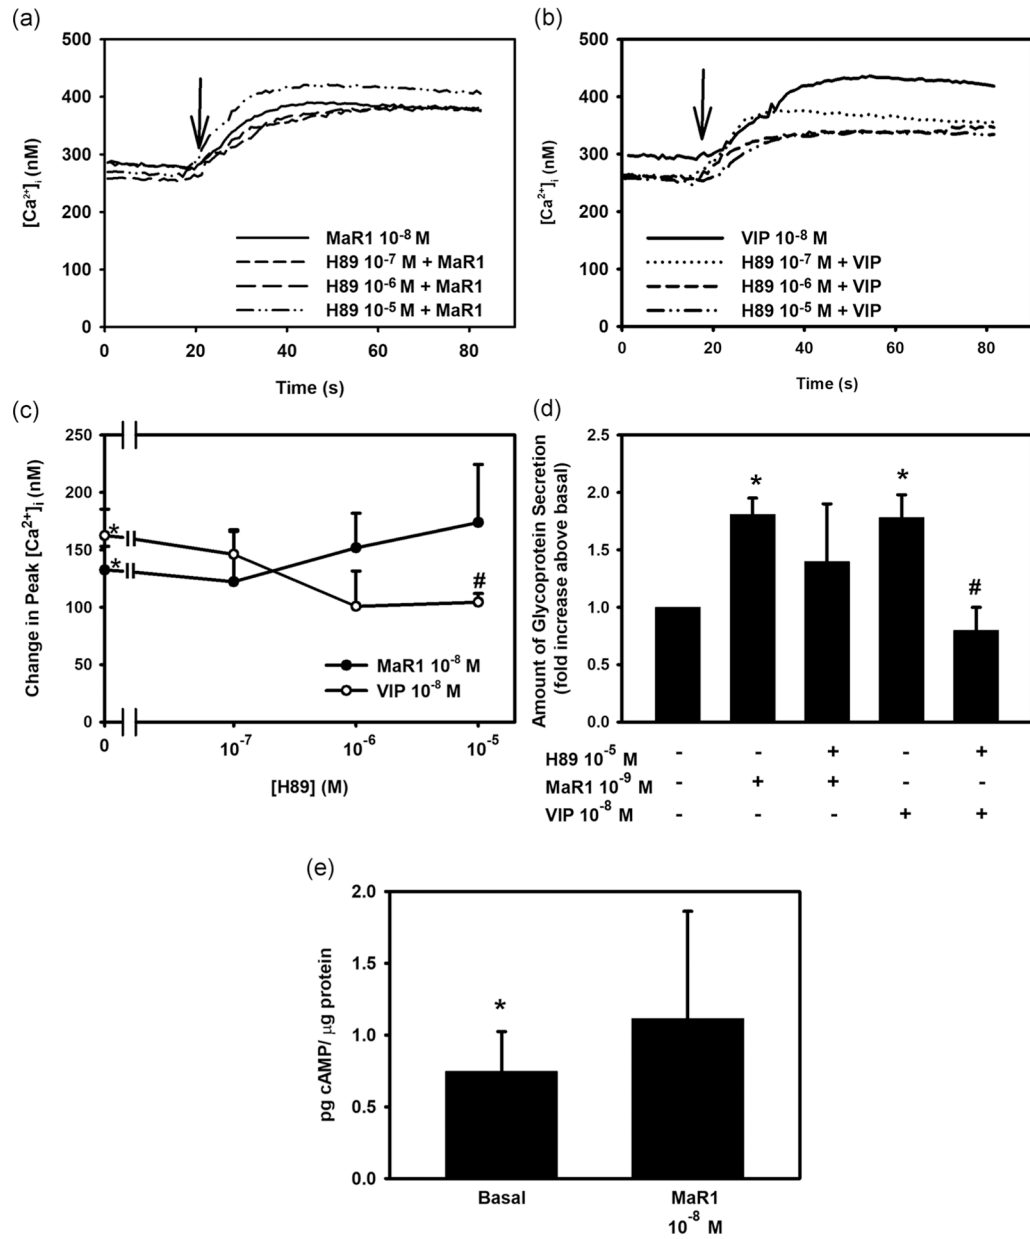 (a)
500
400
300
200
100
0
[Ca²⁺]ᵢ (nM)
MaR1 10⁻⁸ M
H89 10⁻⁷ M + MaR1
H89 10⁻⁶ M + MaR1
H89 10⁻⁵ M + MaR1
0 20 40 60 80
Time (s)
(b)
500
400
300
200
100
0
[Ca²⁺]ᵢ (nM)
VIP 10⁻⁸ M
H89 10⁻⁷ M + VIP
H89 10⁻⁶ M + VIP
H89 10⁻⁵ M + VIP
0 20 40 60 80
Time (s)
(c)
250
200
150
100
50
0
Change in Peak [Ca²⁺]ᵢ (nM)
*
*
#
MaR1 10⁻⁸ M
VIP 10⁻⁸ M
0 10⁻⁷ 10⁻⁶ 10⁻⁵
[H89] (M)
(d)
2.5
2.0
1.5
1.0
0.5
0.0
Amount of Glycoprotein Secretion
(fold increase above basal)
* * #
H89 10⁻⁵ M - - + - +
MaR1 10⁻⁹ M - + + - -
VIP 10⁻⁸ M - - - + +
(e)
2.0
1.5
1.0
0.5
0.0
pg cAMP/ μg protein
*
Basal MaR1
10⁻⁸ M